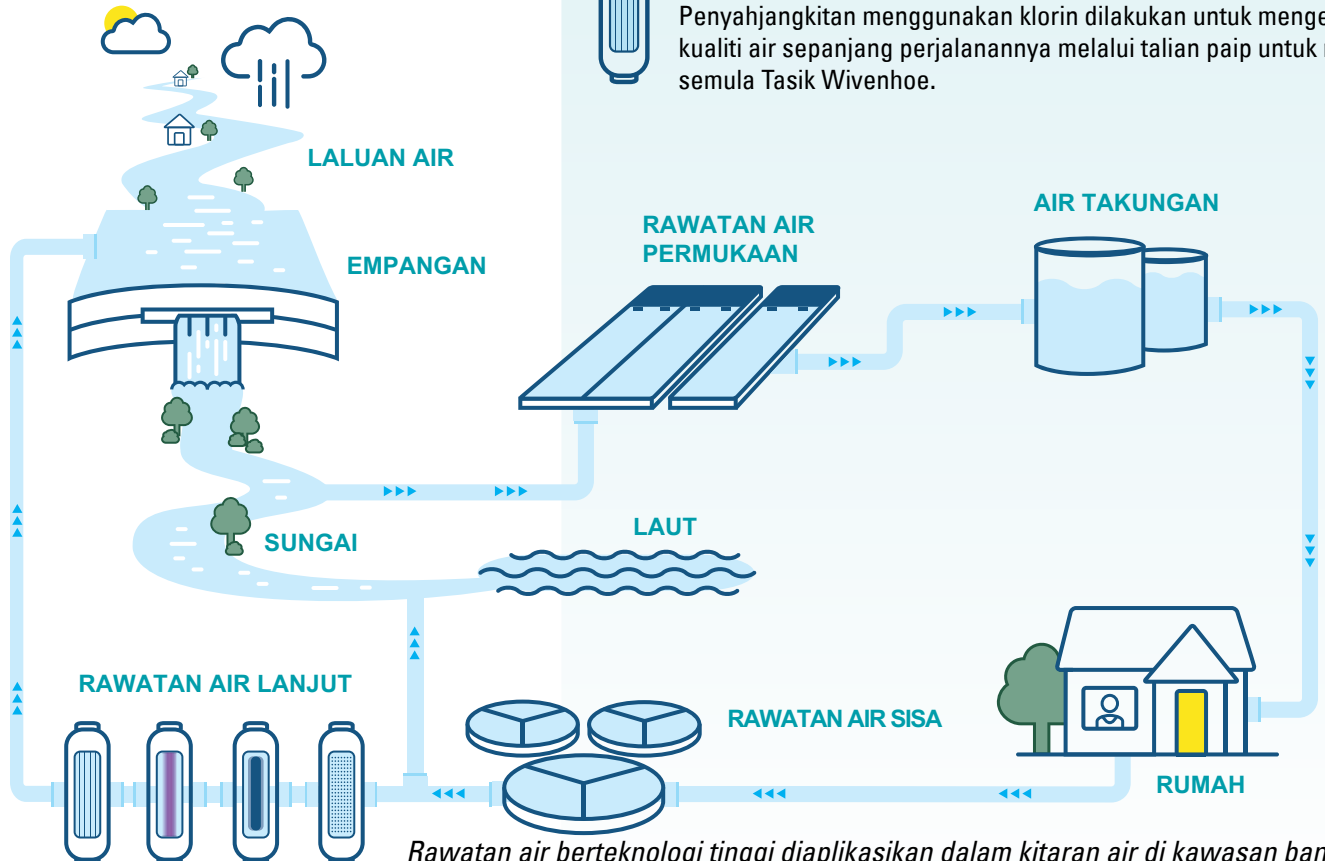 Penyahjangkitan menggunakan klorin dilakukan untuk
kualiti air sepanjang perjalanannya melalui talian paip untuk
semula Tasik Wivenhoe.
LALUAN AIR
EMPANGAN
RAWATAN AIR
PERMUKAAN
AIR TAKUNGAN
SUNGAI
LAUT
RAWATAN AIR LANJUT
RAWATAN AIR SISA
RUMAH
Rawatan air berteknologi tinggi diaplikasikan dalam kitaran air di kawasan